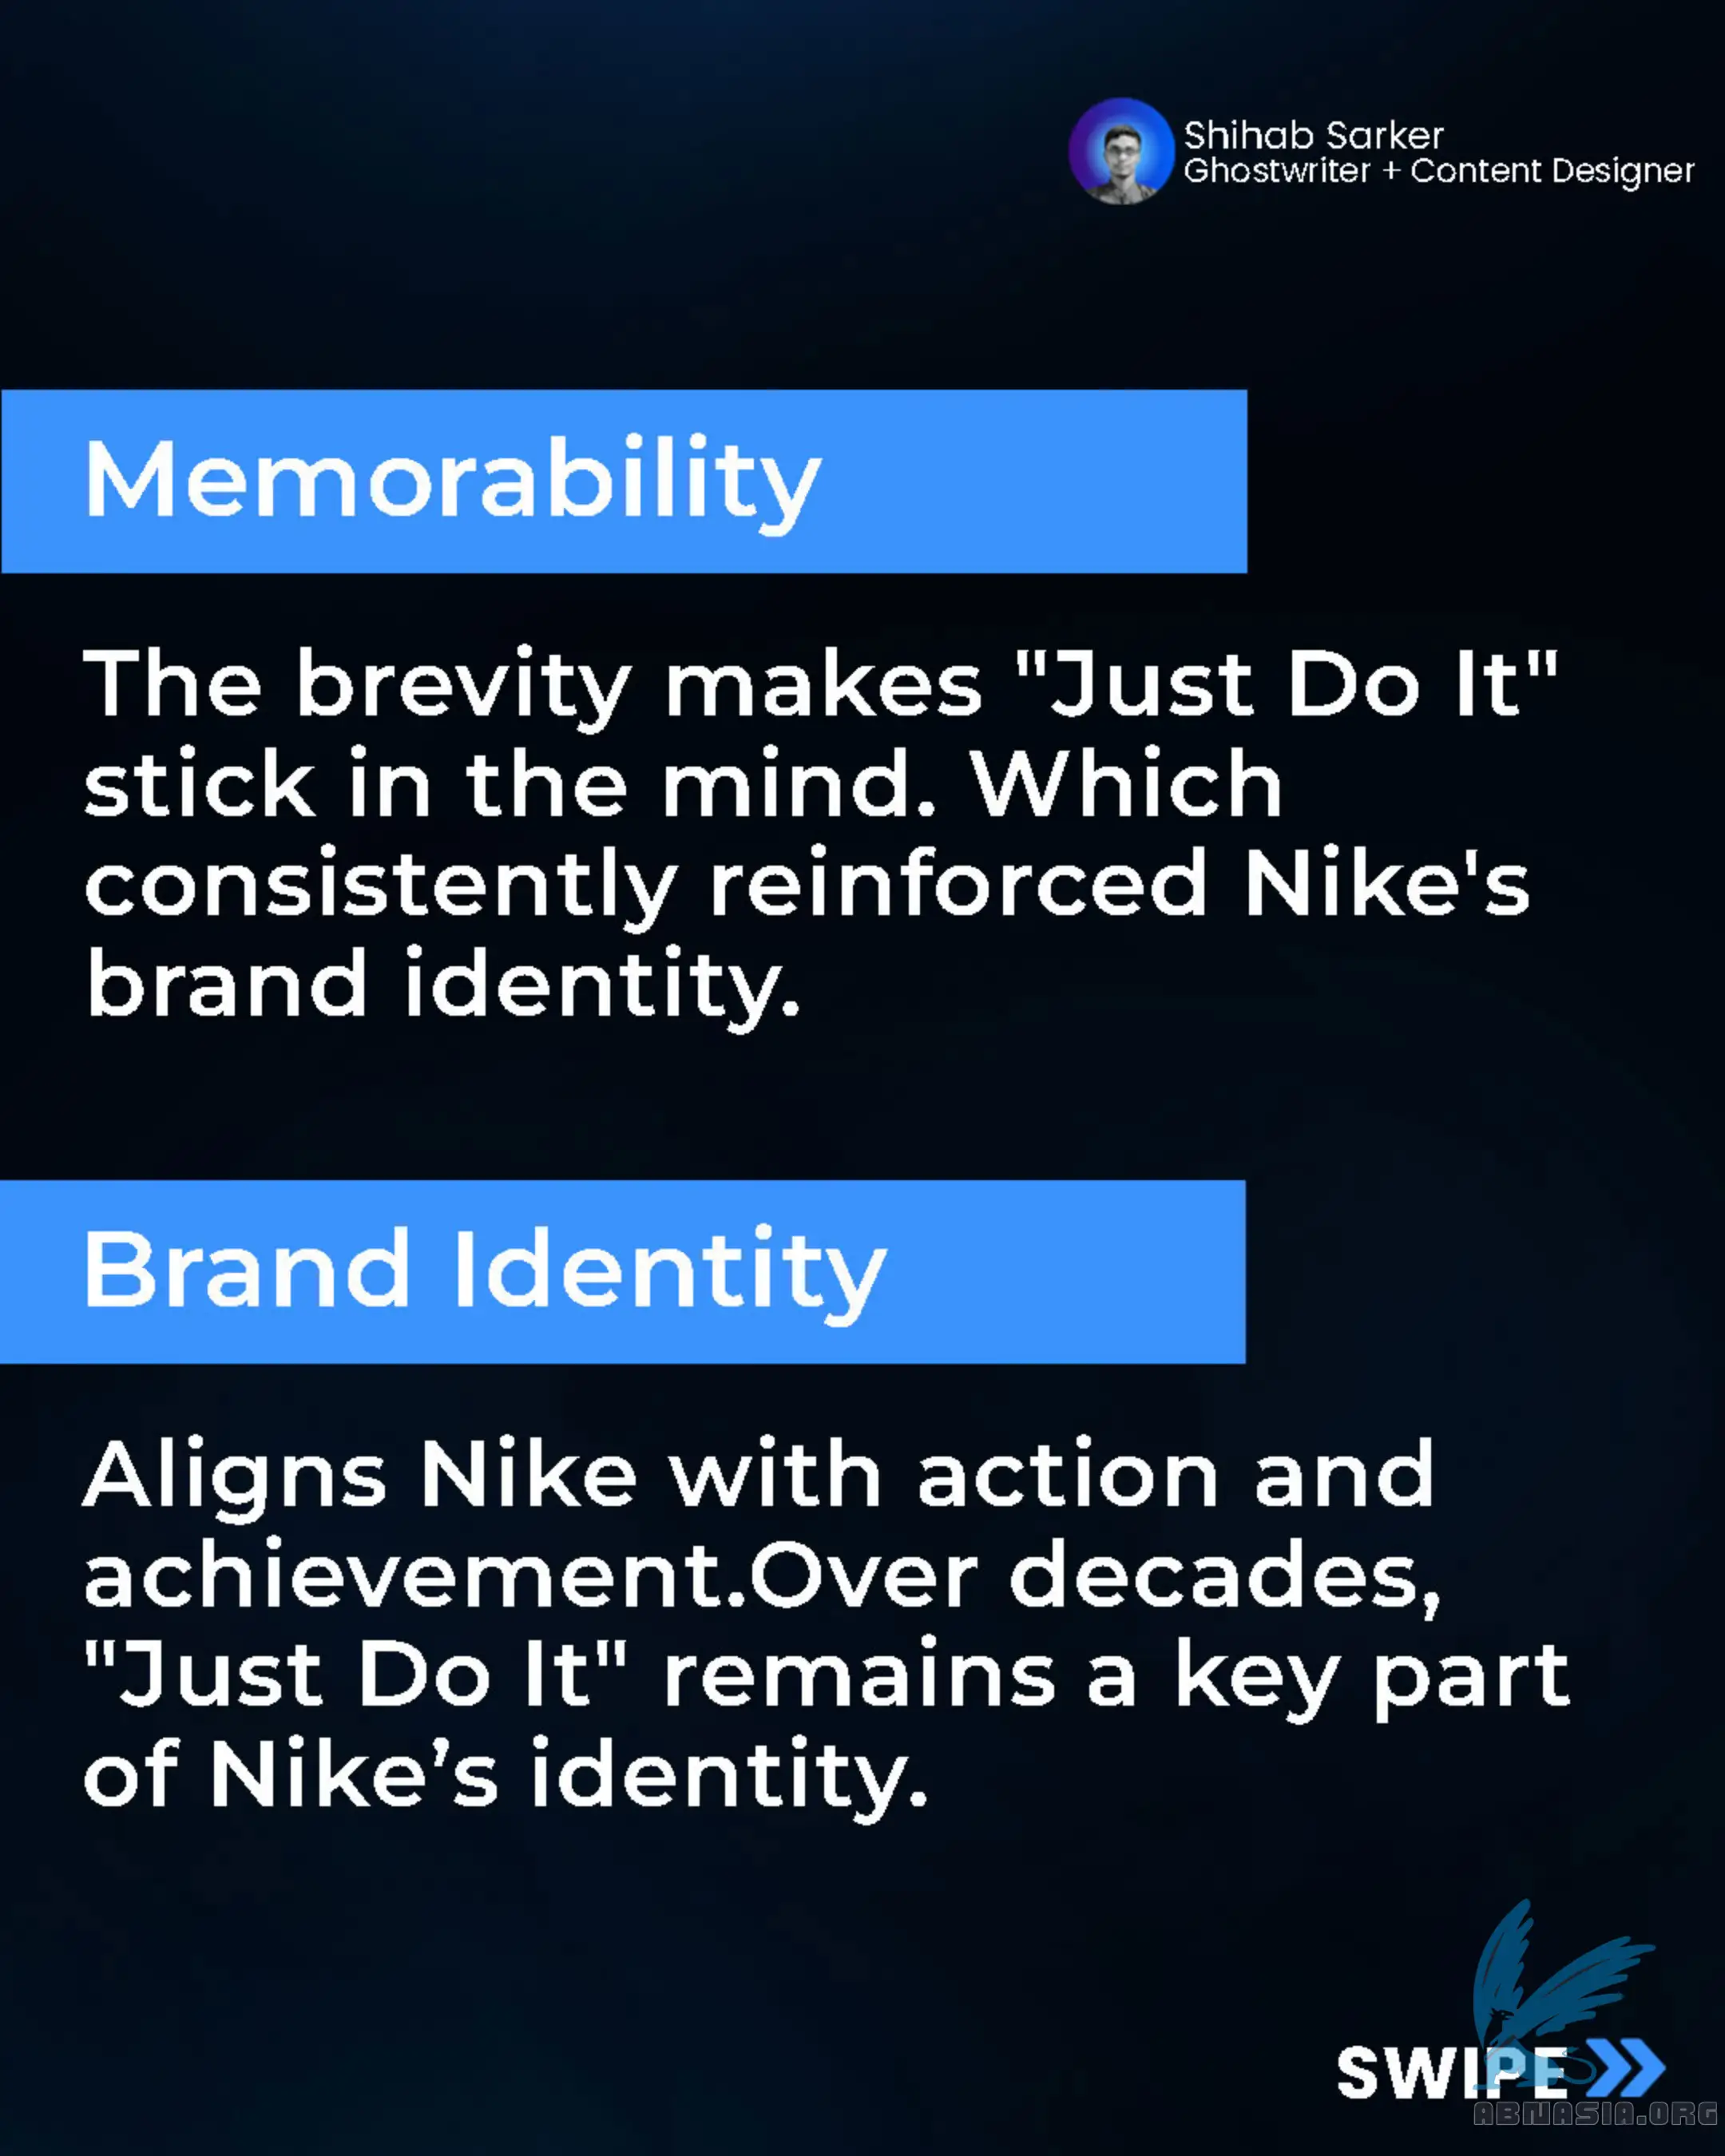 Shihab Sarker
Ghostwriter + Content Designer
Memorability
The brevity makes "Just Do It"
stick in the mind. Which
consistently reinforced Nike's
brand identity.
Brand Identity
Aligns Nike with action and
achievement.Over decades,
"Just Do It" remains a key part
of Nike’s identity.
SWIPE
ABNASIA.ORG